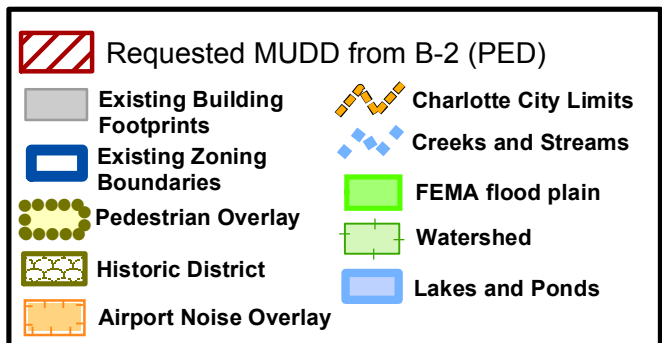 Requested MUDD from B-2 (PED)
Existing Building
Footprints
Existing Zoning
Boundaries
Pedestrian Overlay
Historic District
Airport Noise Overlay
Charlotte City Limits
Creeks and Streams
FEMA flood plain
Watershed
Lakes and Ponds